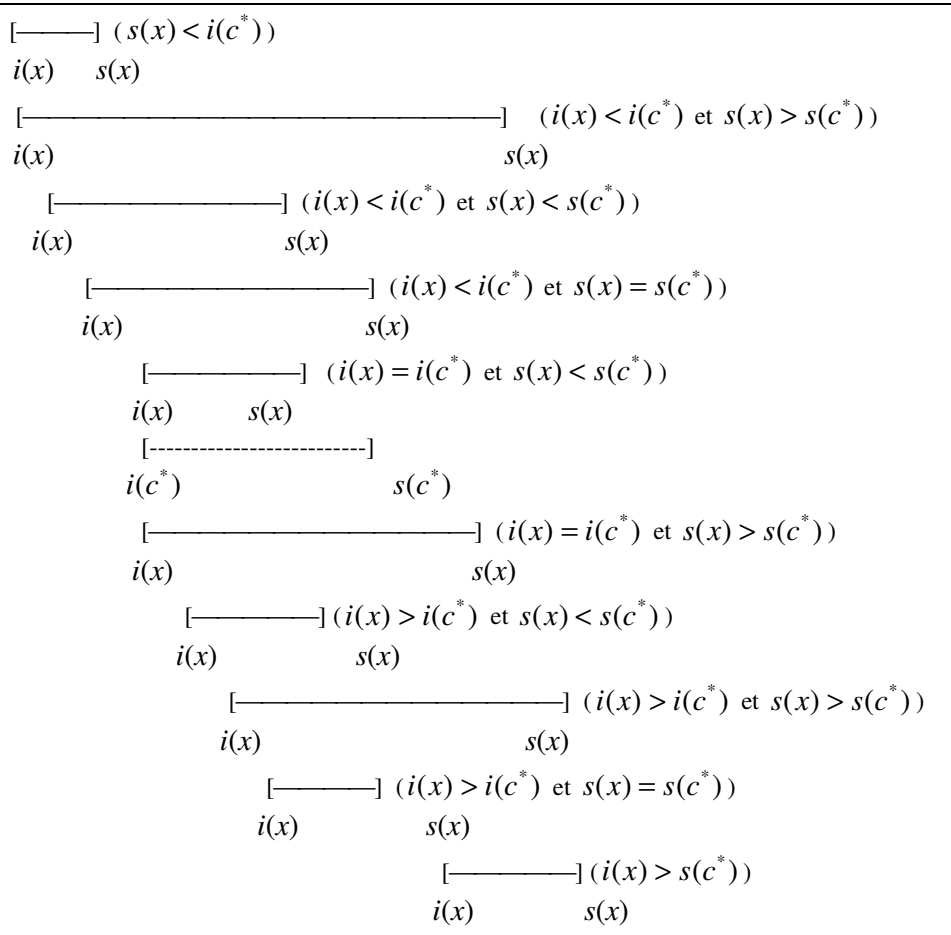 [———] ( s(x) < i(c*) )
i(x) s(x)
[———————————————————] ( i(x) < i(c*) et s(x) > s(c*) )
i(x) s(x)
[—————————] ( i(x) < i(c*) et s(x) < s(c*) )
i(x) s(x)
[———————————] ( i(x) < i(c*) et s(x) = s(c*) )
i(x) s(x)
[——————] ( i(x) = i(c*) et s(x) < s(c*) )
i(x) s(x)
[--------------------------]
i(c*) s(c*)
[—————————————] ( i(x) = i(c*) et s(x) > s(c*) )
i(x) s(x)
[—————] ( i(x) > i(c*) et s(x) < s(c*) )
i(x) s(x)
[—————————————] ( i(x) > i(c*) et s(x) > s(c*) )
i(x) s(x)
[————] ( i(x) > i(c*) et s(x) = s(c*) )
i(x) s(x)
[—————] ( i(x) > s(c*) )
i(x) s(x)